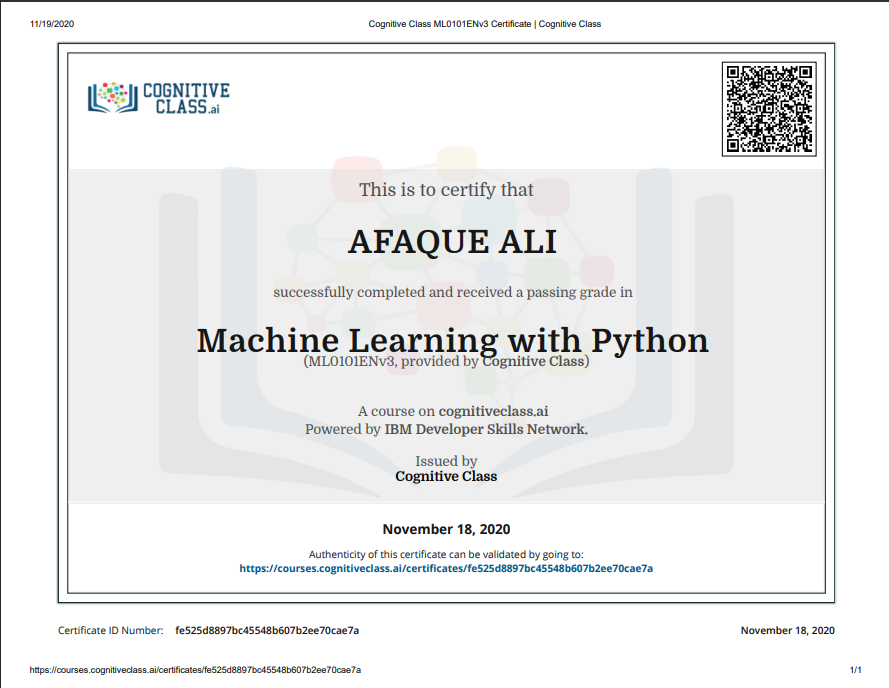 11/19/2020
Cognitive Class ML0101ENv3 Certificate | Cognitive Class
COGNITIVE
CLASS.ai
This is to certify that
AFAQUE ALI
successfully completed and received a passing grade in
Machine Learning with Python
(ML0101ENv3, provided by Cognitive Class)
A course on cognitiveclass.ai
Powered by IBM Developer Skills Network.
Issued by
Cognitive Class
November 18, 2020
Authenticity of this certificate can be validated by going to:
https://courses.cognitiveclass.ai/certificates/fe525d8897bc45548b607b2ee70cae7a
Certificate ID Number: fe525d8897bc45548b607b2ee70cae7a
November 18, 2020
https://courses.cognitiveclass.ai/certificates/fe525d8897bc45548b607b2ee70cae7a
1/1